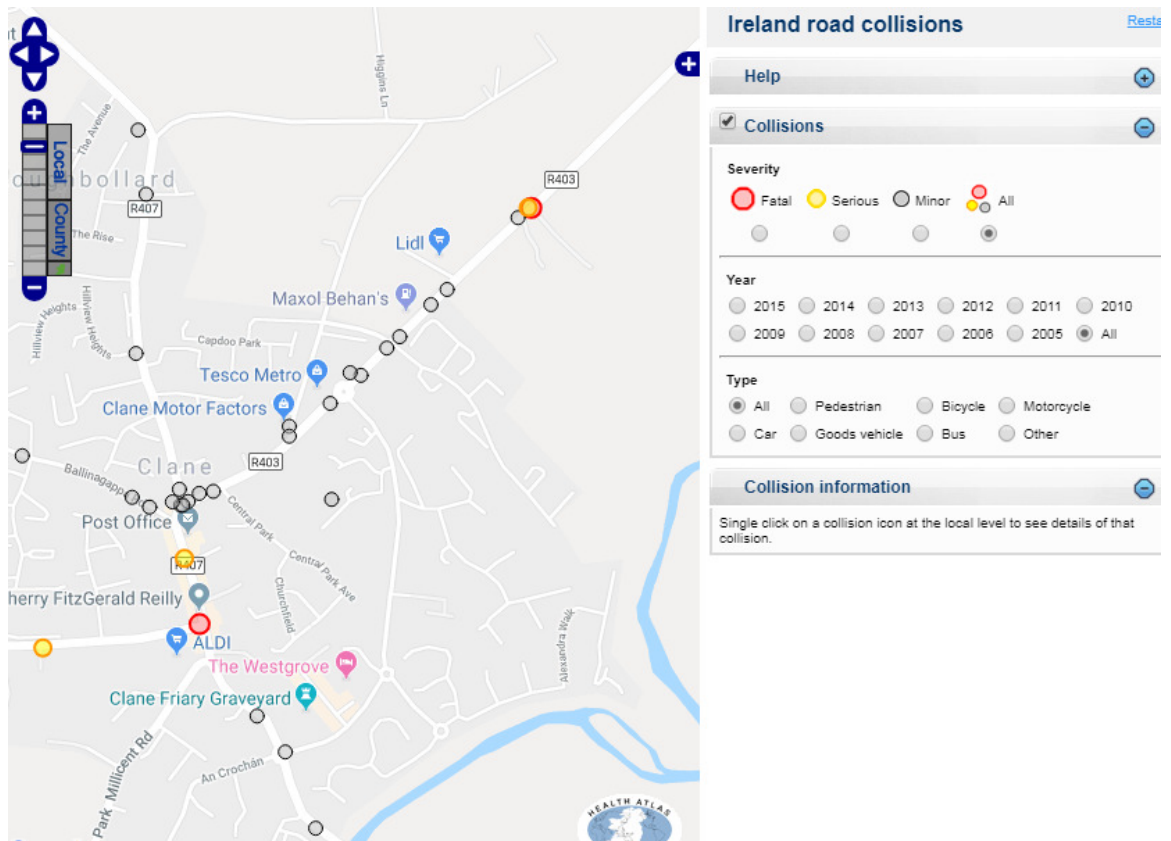 Ireland road collisions
Help
Collisions
Severity
Fatal Serious Minor All
Year
2015 2014 2013 2012 2011 2010
2009 2008 2007 2006 2005 All
Type
All Pedestrian Bicycle Motorcycle
Car Goods vehicle Bus Other
Collision information
Single click on a collision icon at the local level to see details of that
collision.
Local
County
The Avenue
Higgins Ln
R407
R403
The Rise
Lidl
Maxol Behan's
Hillview Heights
Hillview Heights
Capdoo Park
Tesco Metro
Clane Motor Factors
Clane
R403
Post Office
Central Park
R407
Central Park Ave
Churchfield
ALDI
The Westgrove
Alexandra Walk
Clane Friary Graveyard
An Crochán
Park Millicent Rd
HEALTH ATLAS